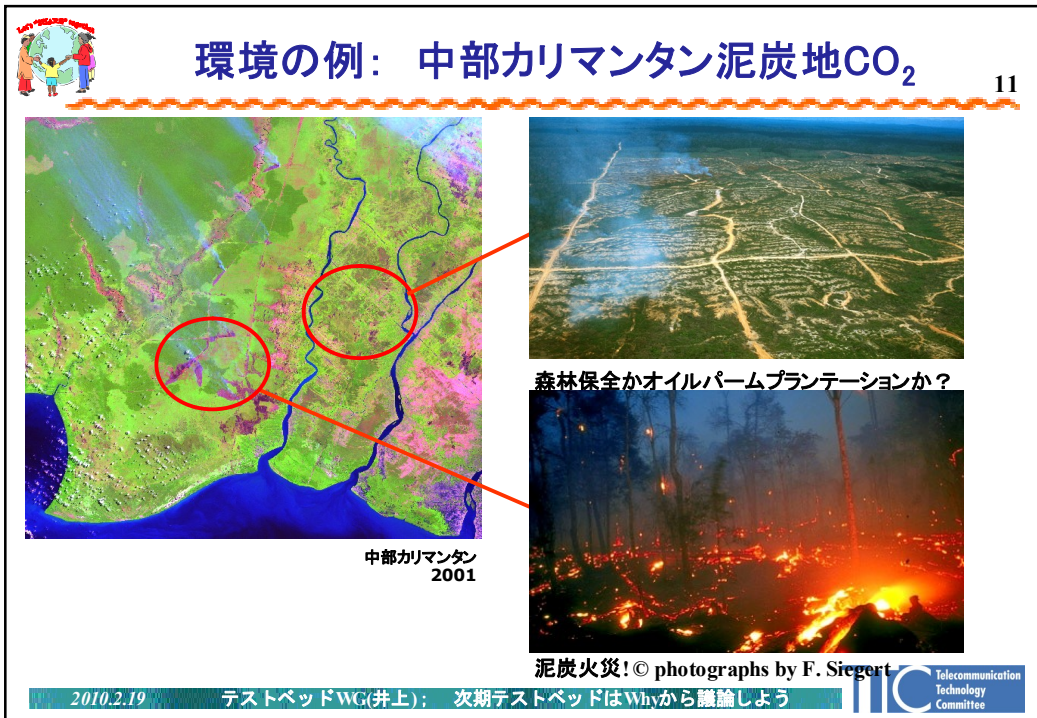 Let's "SHARE" together
環境の例： 中部カリマンタン泥炭地CO₂
11
森林保全かオイルパームプランテーションか？
中部カリマンタン
2001
泥炭火災! © photographs by F. Siegert
2010.2.19 テストベッドWG(井上)； 次期テストベッドはWhyから議論しよう
TTC Telecommunication
Technology
Committee